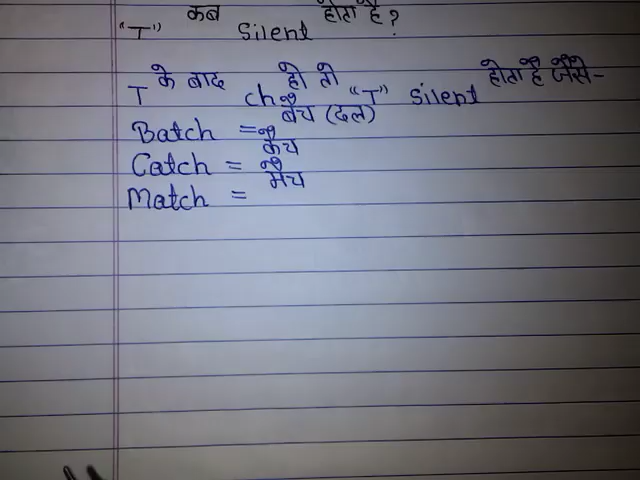 "T" कब silent होता है?
T के बाद ch हो तो "T" silent होता है जैसे-
Batch = बैच (दल)
Catch = कैच
Match = मैच